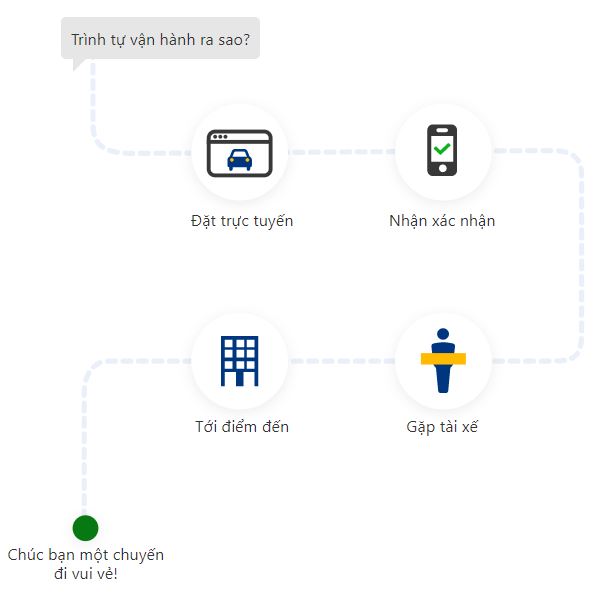 Trình tự vận hành ra sao?
Đặt trực tuyến
Nhận xác nhận
Gặp tài xế
Tới điểm đến
Chúc bạn một chuyến
đi vui vẻ!